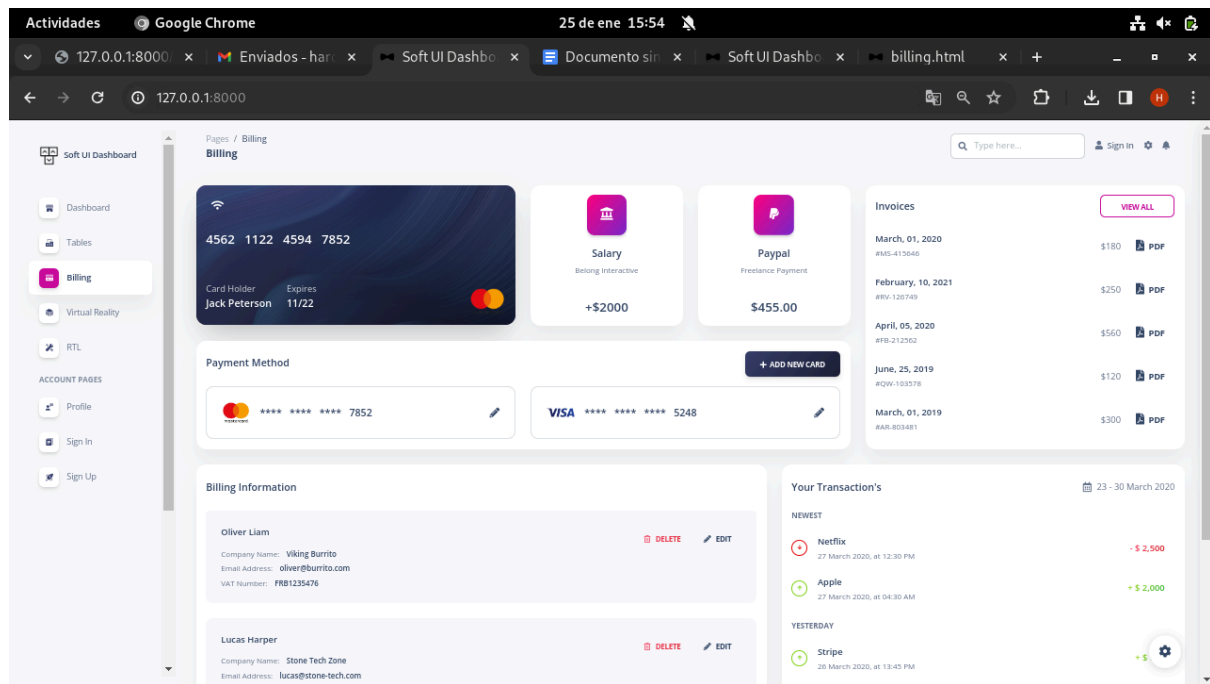 Actividades Google Chrome 25 de ene 15:54
127.0.0.1:8000/ Enviados - haro Soft UI Dashbo Documento sin Soft UI Dashbo billing.html
127.0.0.1:8000 H
Soft UI Dashboard
Dashboard
Tables
Billing
Virtual Reality
RTL
ACCOUNT PAGES
Profile
Sign In
Sign Up
Pages / Billing
Billing
Type here...
Sign In
4562 1122 4594 7852
Card Holder Expires
Jack Peterson 11/22
Salary
Belong Interactive
+$2000
Paypal
Freelance Payment
$455.00
Invoices VIEW ALL
March, 01, 2020
#MS-415646
$180 PDF
February, 10, 2021
#RV-126749
$250 PDF
April, 05, 2020
#FB-212562
$560 PDF
June, 25, 2019
#QW-103578
$120 PDF
March, 01, 2019
#AR-803481
$300 PDF
Payment Method + ADD NEW CARD
mastercard **** **** **** 7852
VISA **** **** **** 5248
Billing Information
Oliver Liam DELETE EDIT
Company Name: Viking Burrito
Email Address: oliver@burrito.com
VAT Number: FRB1235476
Lucas Harper DELETE EDIT
Company Name: Stone Tech Zone
Email Address: lucas@stone-tech.com
Your Transaction's 23 - 30 March 2020
NEWEST
Netflix
27 March 2020, at 12:30 PM
- $ 2,500
Apple
27 March 2020, at 04:30 AM
+ $ 2,000
YESTERDAY
Stripe
26 March 2020, at 13:45 PM
+ $